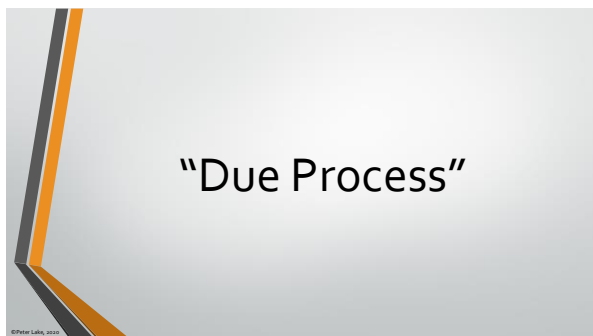 “Due Process”
©Peter Lake, 2020